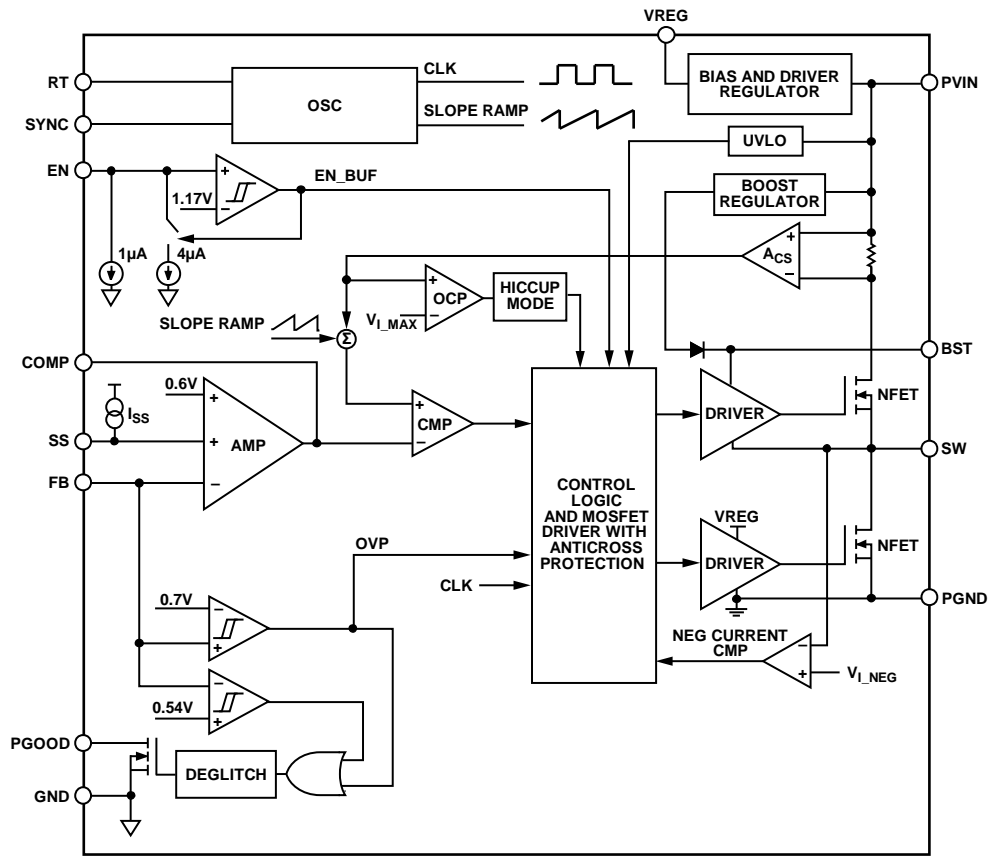 VREG
RT
SYNC
EN
OSC
CLK
SLOPE RAMP
BIAS AND DRIVER
REGULATOR
PVIN
UVLO
BOOST
REGULATOR
EN_BUF
+
1.17V
−
1µA
4µA
ACS
+
−
SLOPE RAMP
Σ
+
OCP
VI_MAX
−
HICCUP
MODE
COMP
SS
FB
0.6V
+
ISS
+
AMP
−
+
CMP
−
BST
DRIVER
NFET
SW
CONTROL
LOGIC
AND MOSFET
DRIVER WITH
ANTICROSS
PROTECTION
VREG
DRIVER
NFET
PGND
OVP
CLK
0.7V
−
+
−
0.54V
+
NEG CURRENT
CMP
−
+
VI_NEG
PGOOD
DEGLITCH
GND